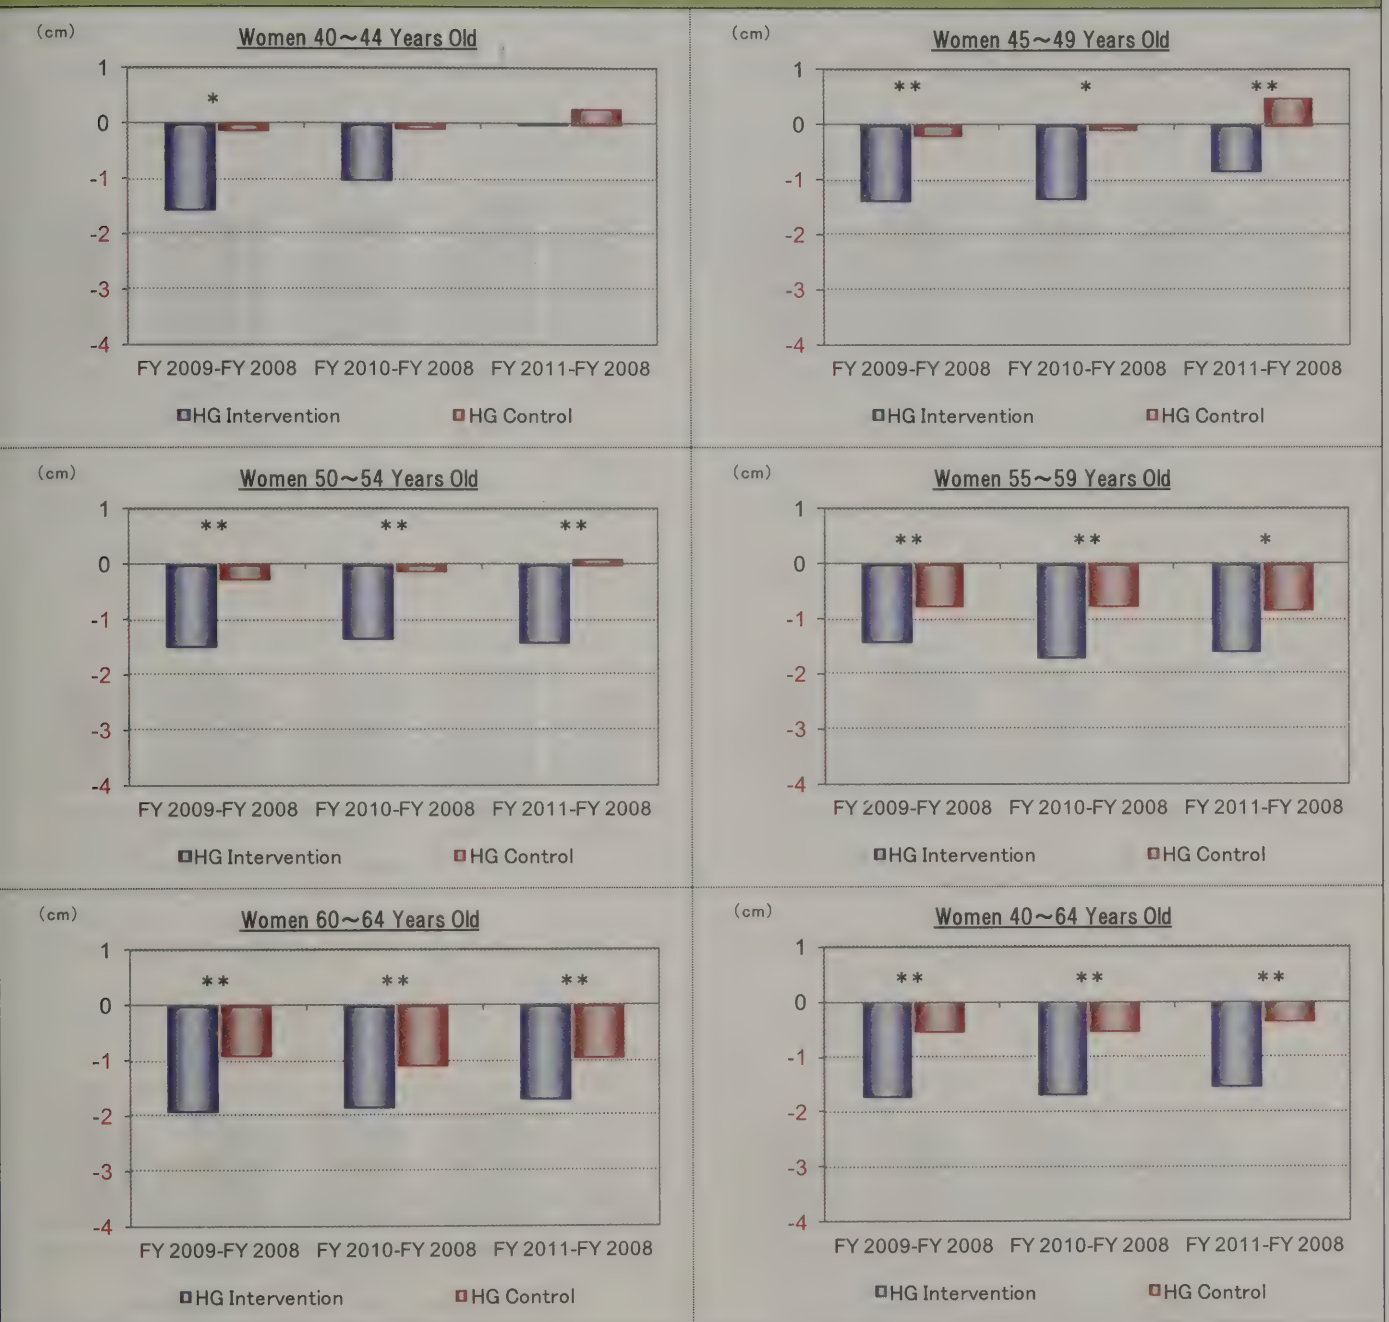 (cm)
Women 40～44 Years Old
*
1
0
-1
-2
-3
-4
FY 2009-FY 2008 FY 2010-FY 2008 FY 2011-FY 2008
HG Intervention HG Control
(cm)
Women 45～49 Years Old
** * **
1
0
-1
-2
-3
-4
FY 2009-FY 2008 FY 2010-FY 2008 FY 2011-FY 2008
HG Intervention HG Control
(cm)
Women 50～54 Years Old
** ** **
1
0
-1
-2
-3
-4
FY 2009-FY 2008 FY 2010-FY 2008 FY 2011-FY 2008
HG Intervention HG Control
(cm)
Women 55～59 Years Old
** ** *
1
0
-1
-2
-3
-4
FY 2009-FY 2008 FY 2010-FY 2008 FY 2011-FY 2008
HG Intervention HG Control
(cm)
Women 60～64 Years Old
** ** **
1
0
-1
-2
-3
-4
FY 2009-FY 2008 FY 2010-FY 2008 FY 2011-FY 2008
HG Intervention HG Control
(cm)
Women 40～64 Years Old
** ** **
1
0
-1
-2
-3
-4
FY 2009-FY 2008 FY 2010-FY 2008 FY 2011-FY 2008
HG Intervention HG Control